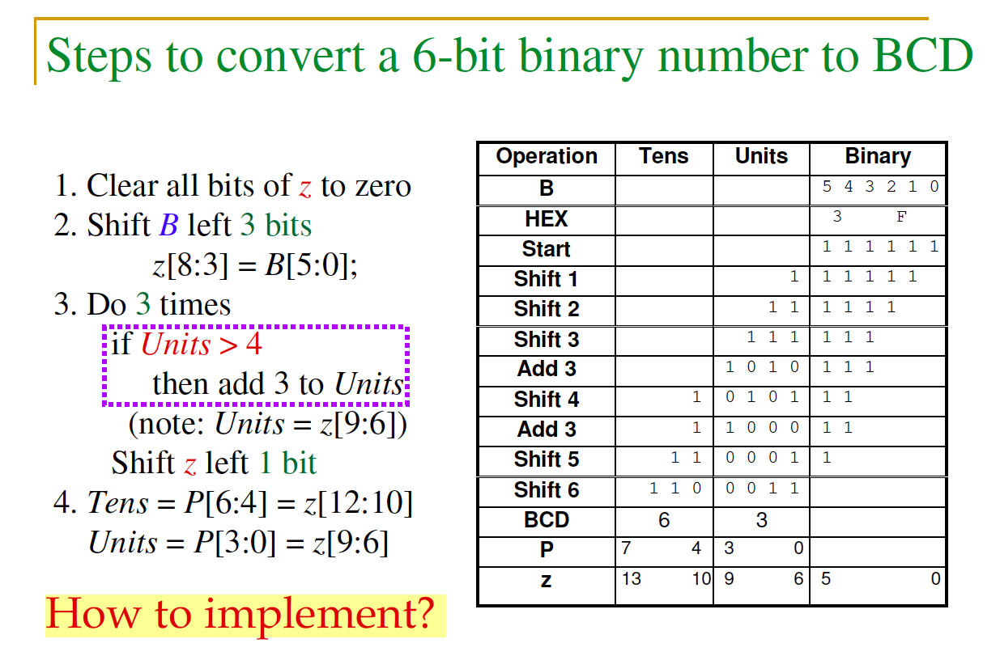 Steps to convert a 6-bit binary number to BCD
1. Clear all bits of z to zero
2. Shift B left 3 bits
z[8:3] = B[5:0];
3. Do 3 times
if Units > 4
then add 3 to Units
(note: Units = z[9:6])
Shift z left 1 bit
4. Tens = P[6:4] = z[12:10]
Units = P[3:0] = z[9:6]
How to implement?
Operation Tens Units Binary
B 5 4 3 2 1 0
HEX 3 F
Start 1 1 1 1 1 1
Shift 1 1 1 1 1 1 1
Shift 2 1 1 1 1 1 1
Shift 3 1 1 1 1 1 1
Add 3 1 0 1 0 1 1 1
Shift 4 1 0 1 0 1 1 1
Add 3 1 1 0 0 0 1 1
Shift 5 1 1 0 0 0 1 1
Shift 6 1 1 0 0 0 1 1
BCD 6 3
P 7 4 3 0
z 13 10 9 6 5 0